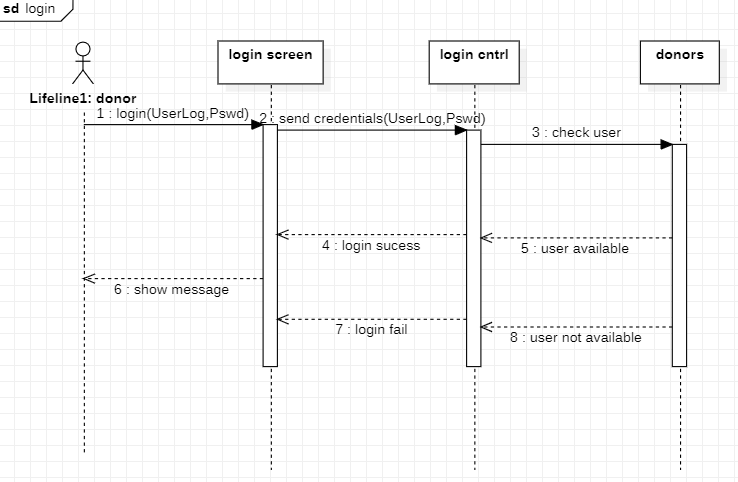 sd login
login screen
login cntrl
donors
Lifeline1: donor
1 : login(UserLog,Pswd)
2 : send credentials(UserLog,Pswd)
3 : check user
4 : login sucess
5 : user available
6 : show message
7 : login fail
8 : user not available